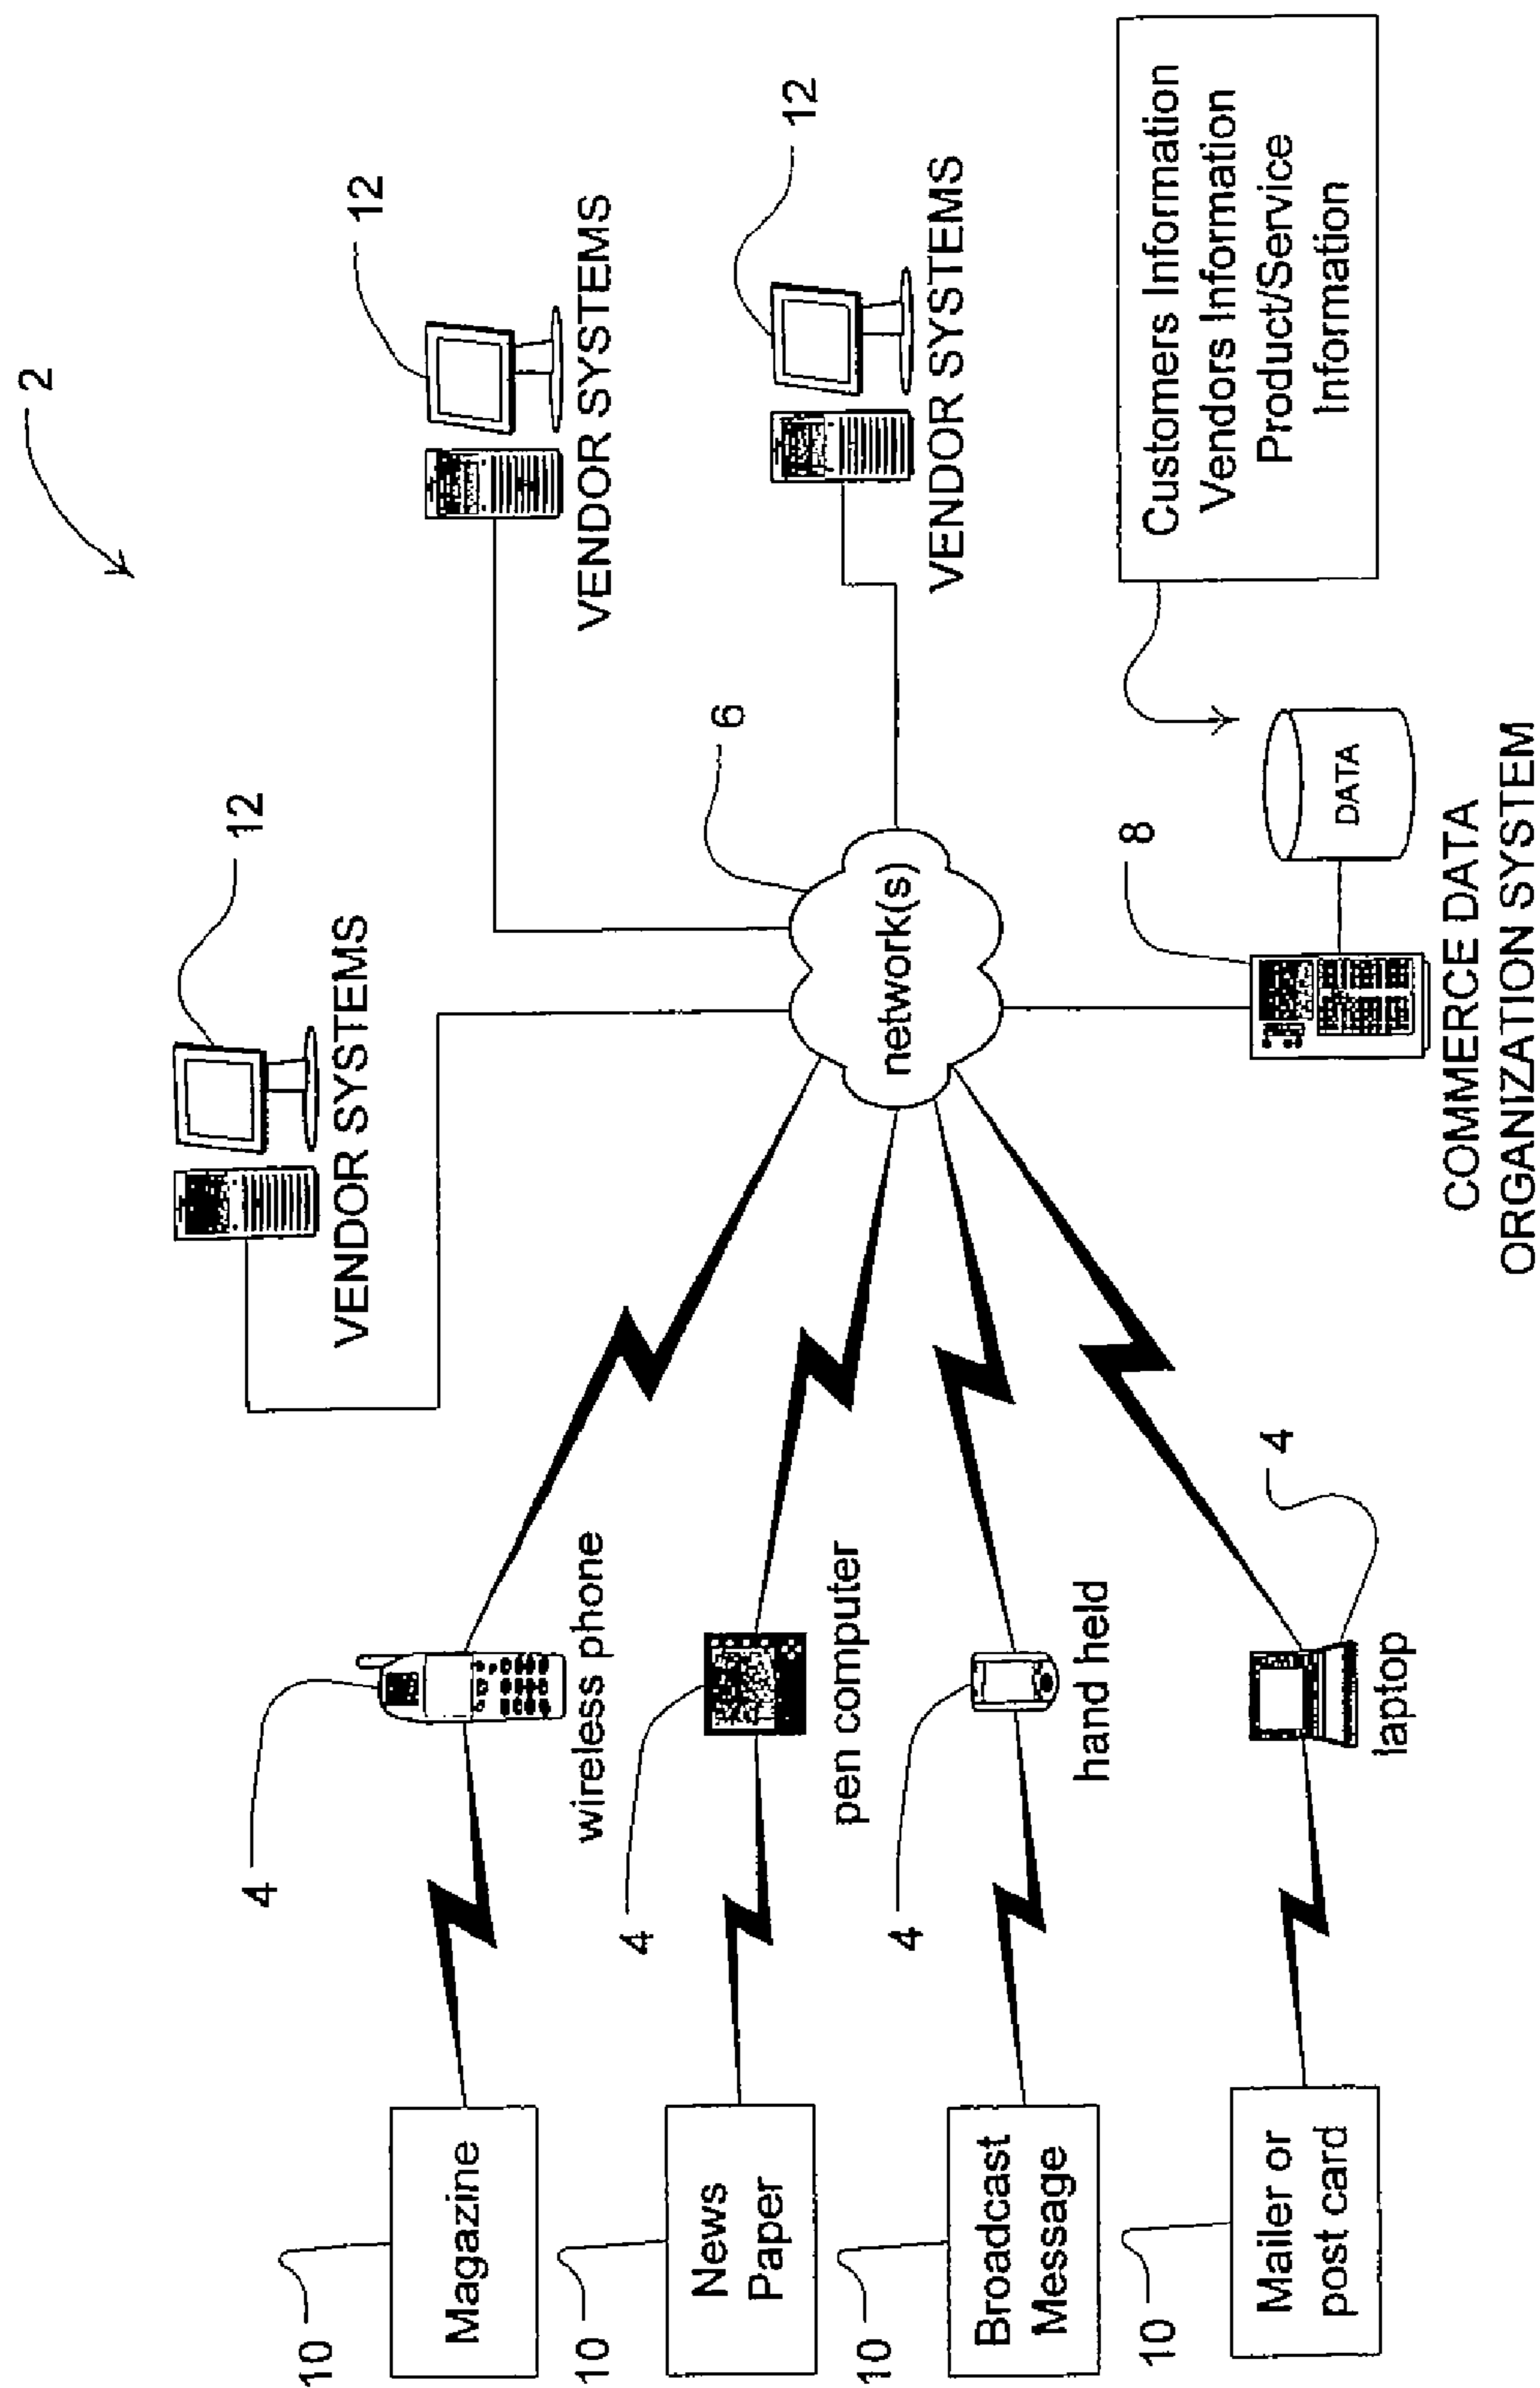 2
12
VENDOR SYSTEMS
12
VENDOR SYSTEMS
12
VENDOR SYSTEMS
6
network(s)
10
Magazine
4
wireless phone
10
News
Paper
4
pen computer
10
Broadcast
Message
4
hand held
10
Mailer or
post card
4
laptop
8
DATA
COMMERCE DATA
ORGANIZATION SYSTEM
Customers Information
Vendors Information
Product/Service
Information